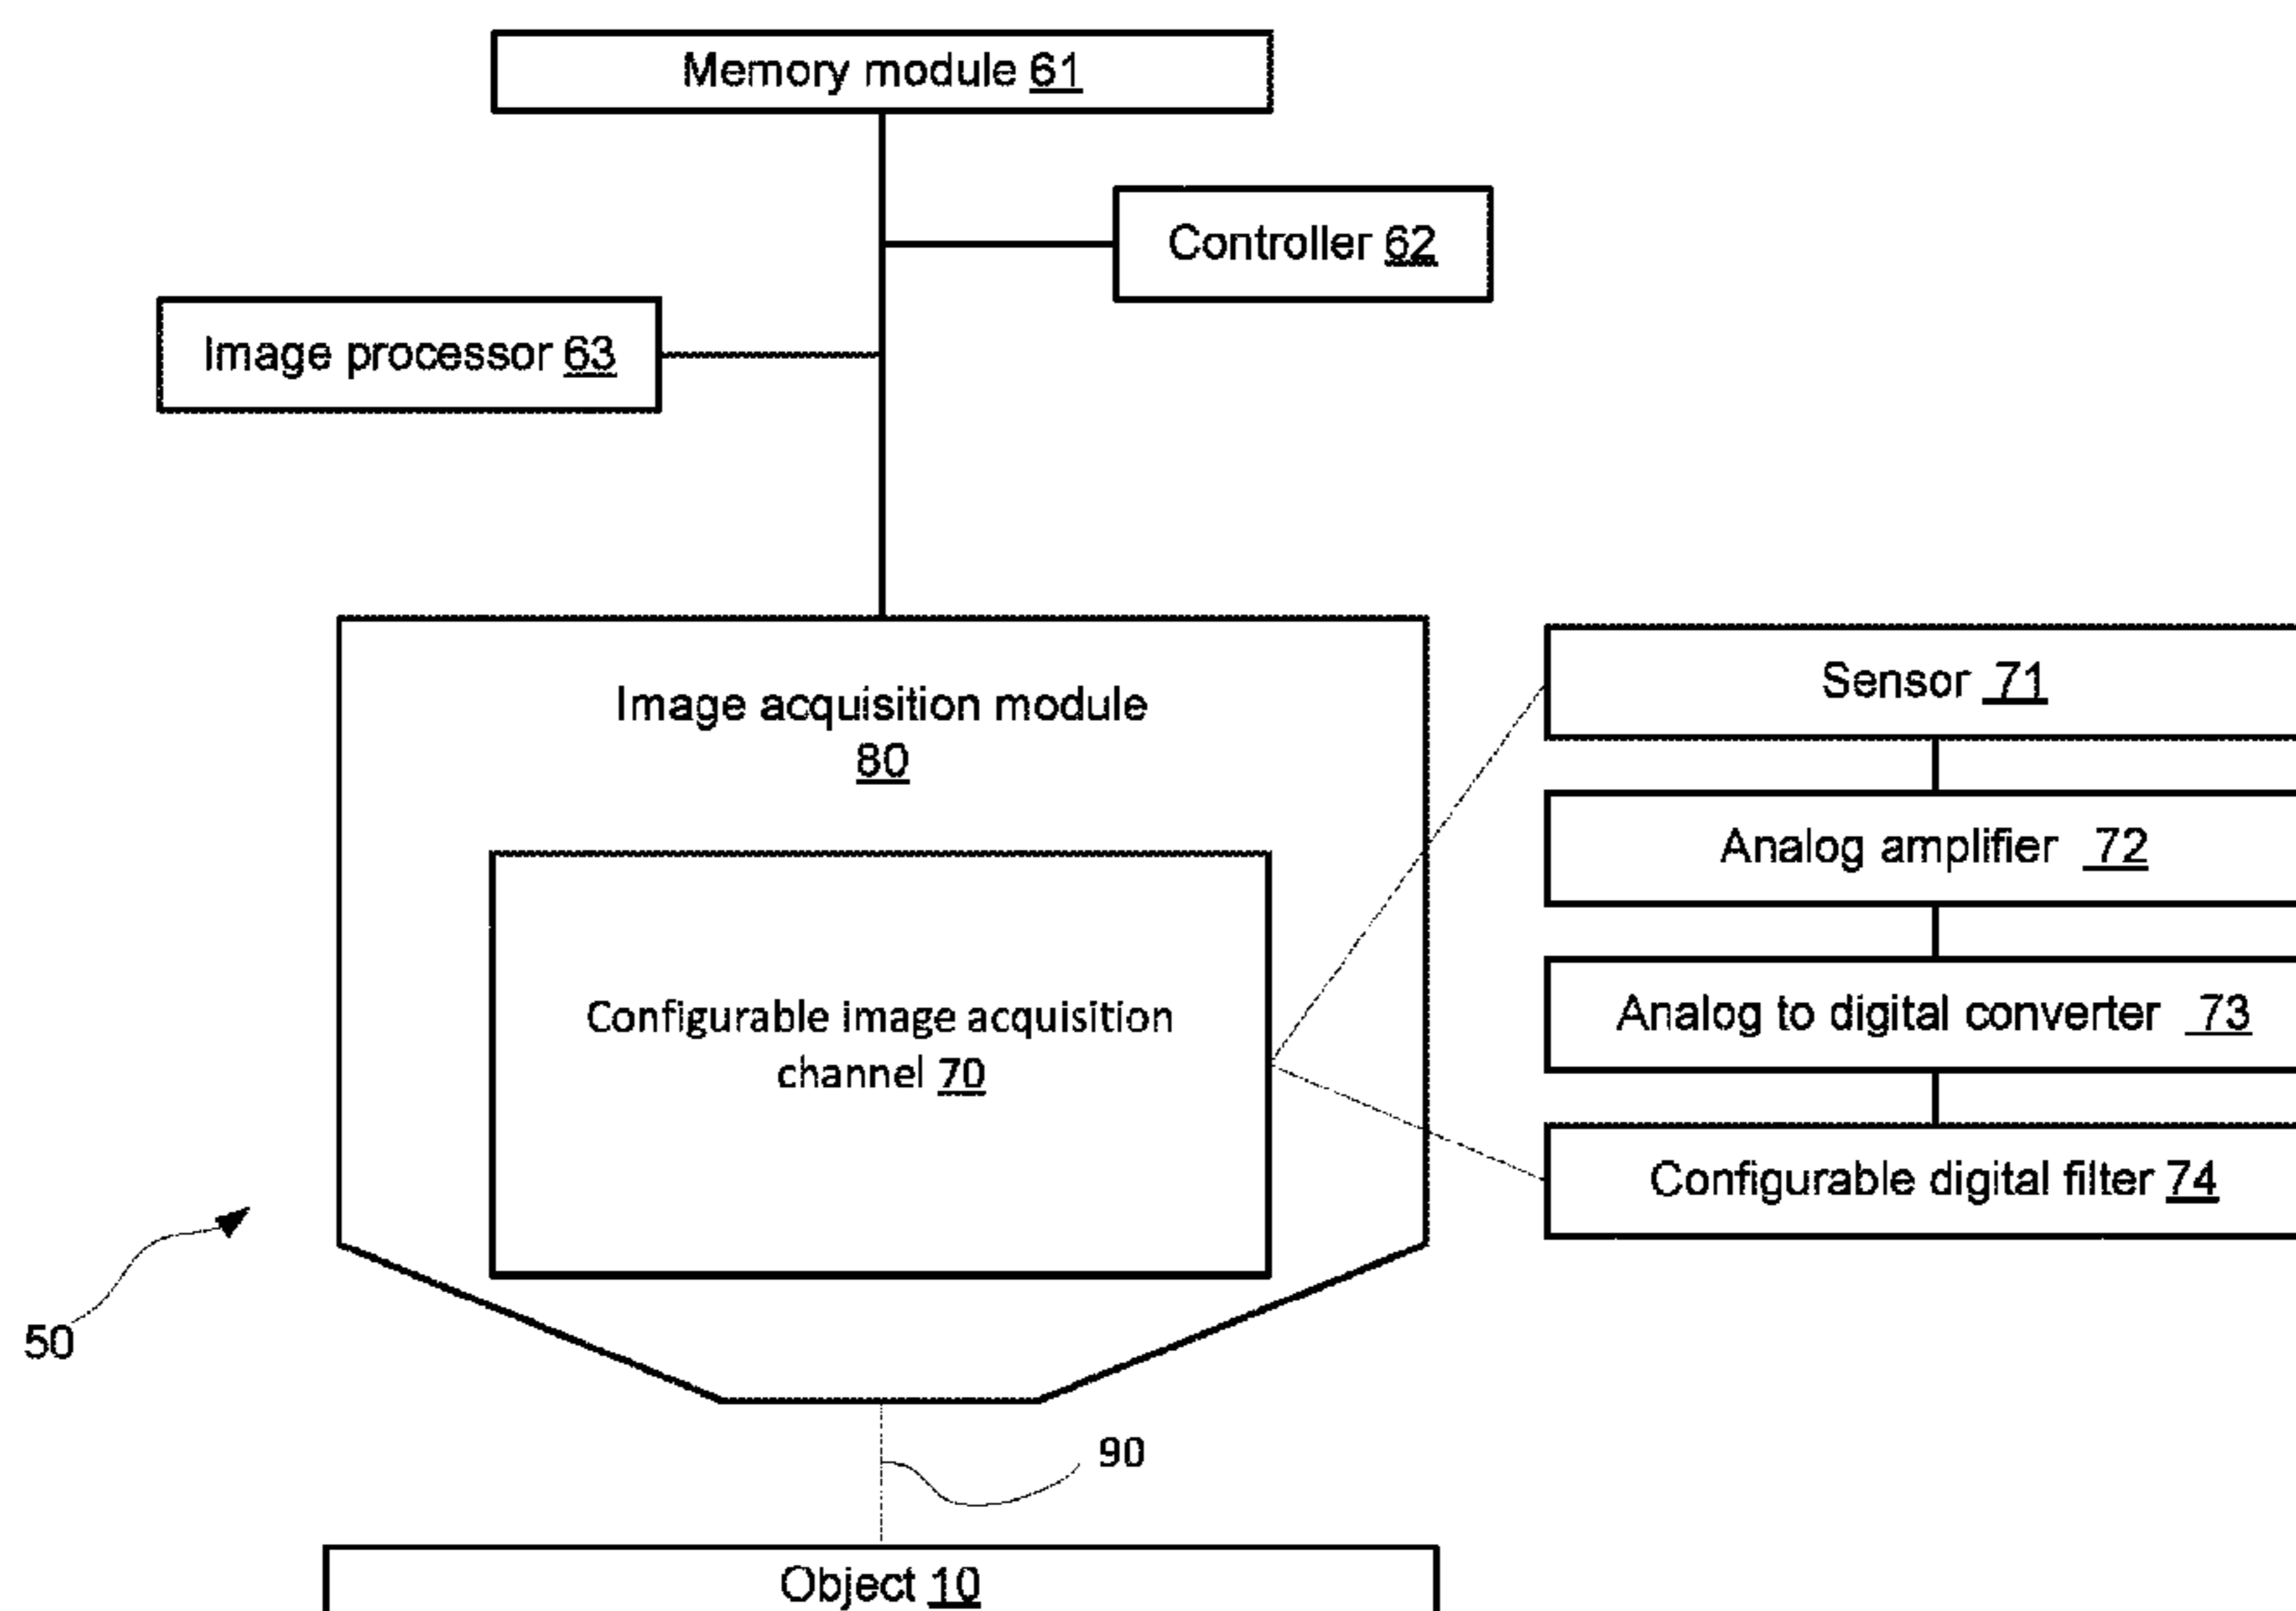 Memory module 61
Controller 62
Image processor 63
Image acquisition module
80
Sensor 71
Analog amplifier 72
Configurable image acquisition
channel 70
Analog to digital converter 73
Configurable digital filter 74
50
90
Object 10